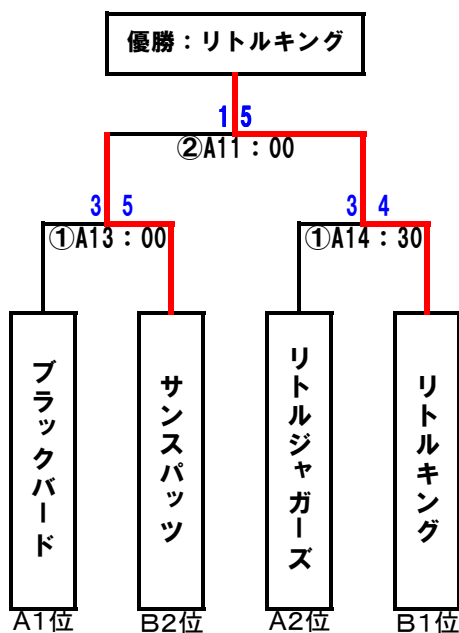 優勝：リトルキング
1 5
②A11：00
3 5
3 4
①A13：00
①A14：30
ブラックバード
サンスパッツ
リトルジャガーズ
リトルキング
A1位
B2位
A2位
B1位